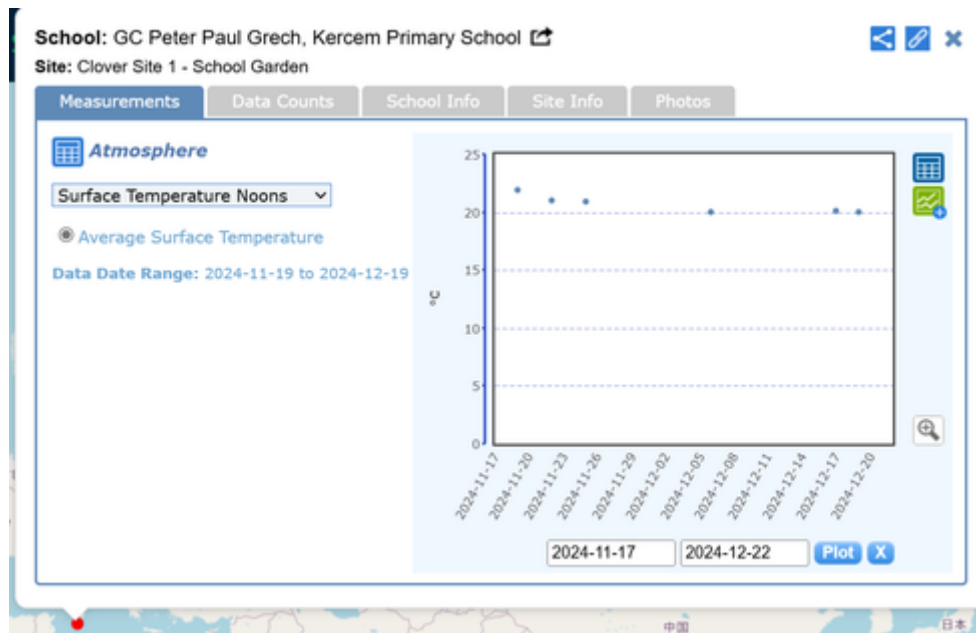 School: GC Peter Paul Grech, Kercem Primary School
Site: Clover Site 1 - School Garden
Measurements
Data Counts
School Info
Site Info
Photos
Atmosphere
Surface Temperature Noons
Average Surface Temperature
Data Date Range: 2024-11-19 to 2024-12-19
°C
25
20
15
10
5
0
2024-11-17
2024-11-20
2024-11-23
2024-11-26
2024-11-29
2024-12-02
2024-12-05
2024-12-08
2024-12-11
2024-12-14
2024-12-17
2024-12-20
2024-11-17
2024-12-22
Plot
X
中国
日本